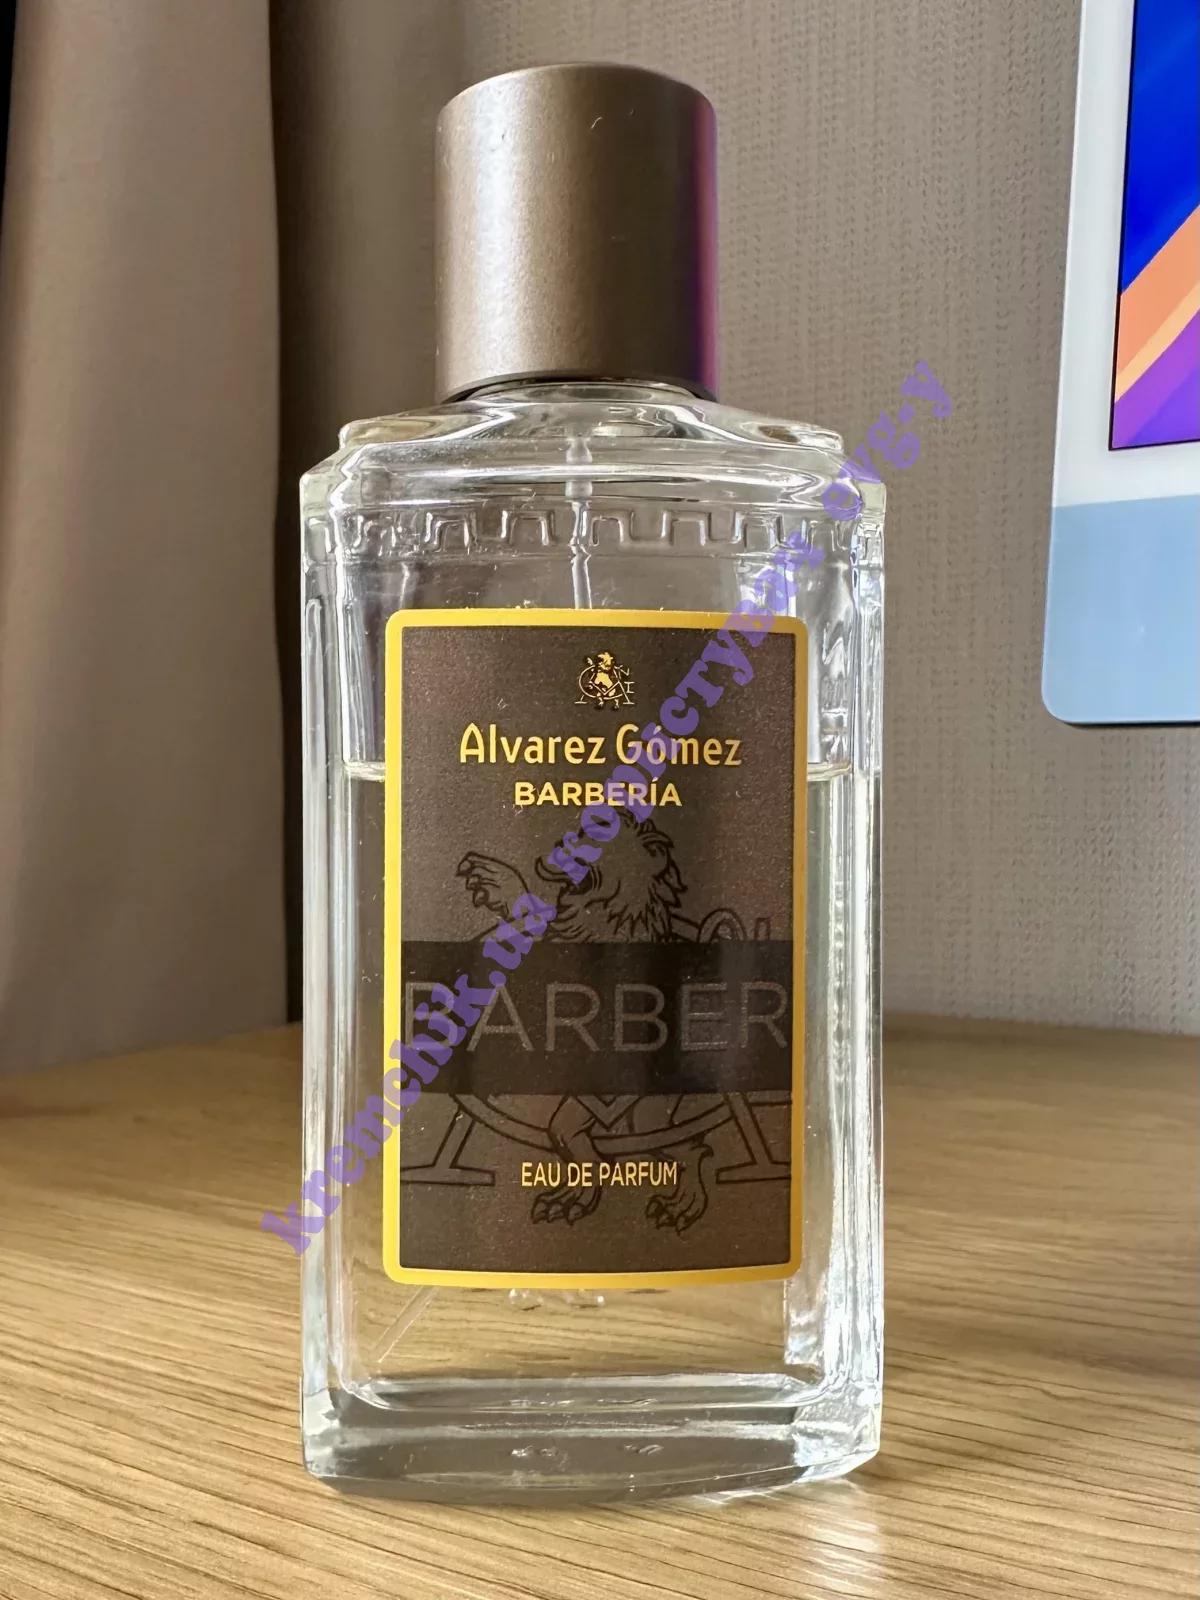 Alvarez Gómez
BARBERÍA
BARBER
EAU DE PARFUM
kremchik.ua користувач evg-y